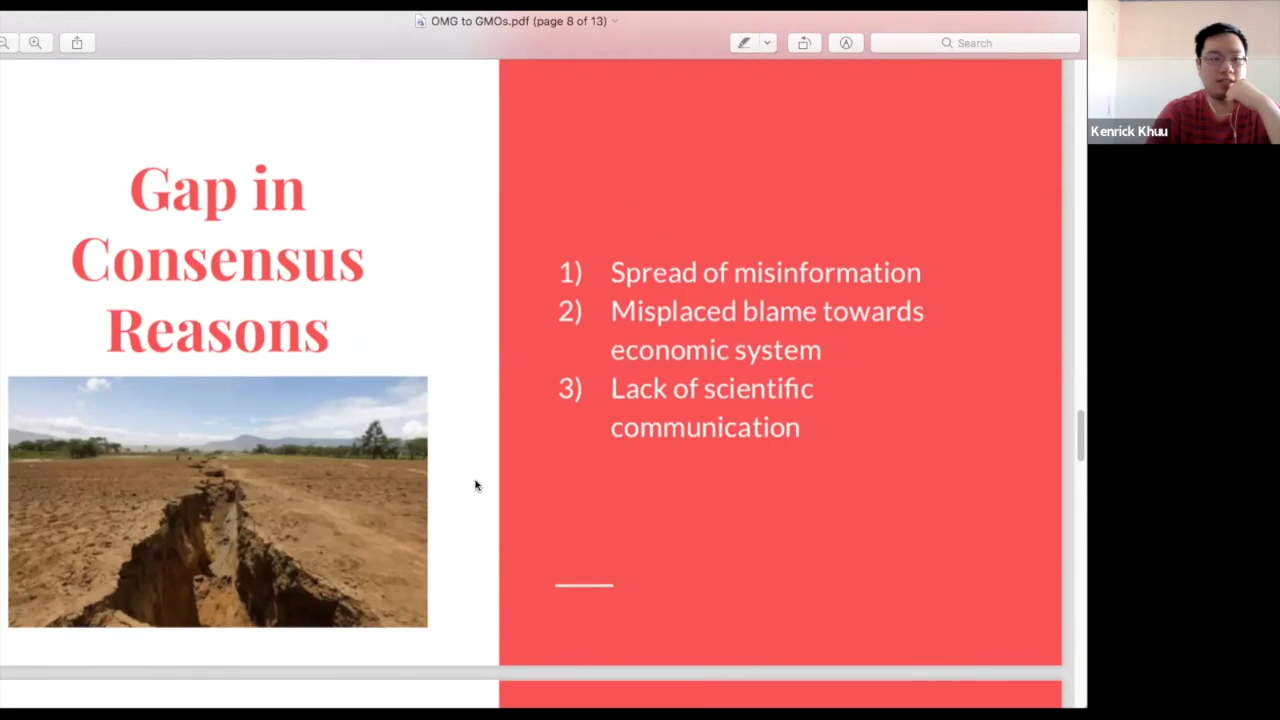 OMG to GMOs.pdf (page 8 of 13)
Search
Kenrick Khuu
Gap in
Consensus
Reasons
1) Spread of misinformation
2) Misplaced blame towards
economic system
3) Lack of scientific
communication